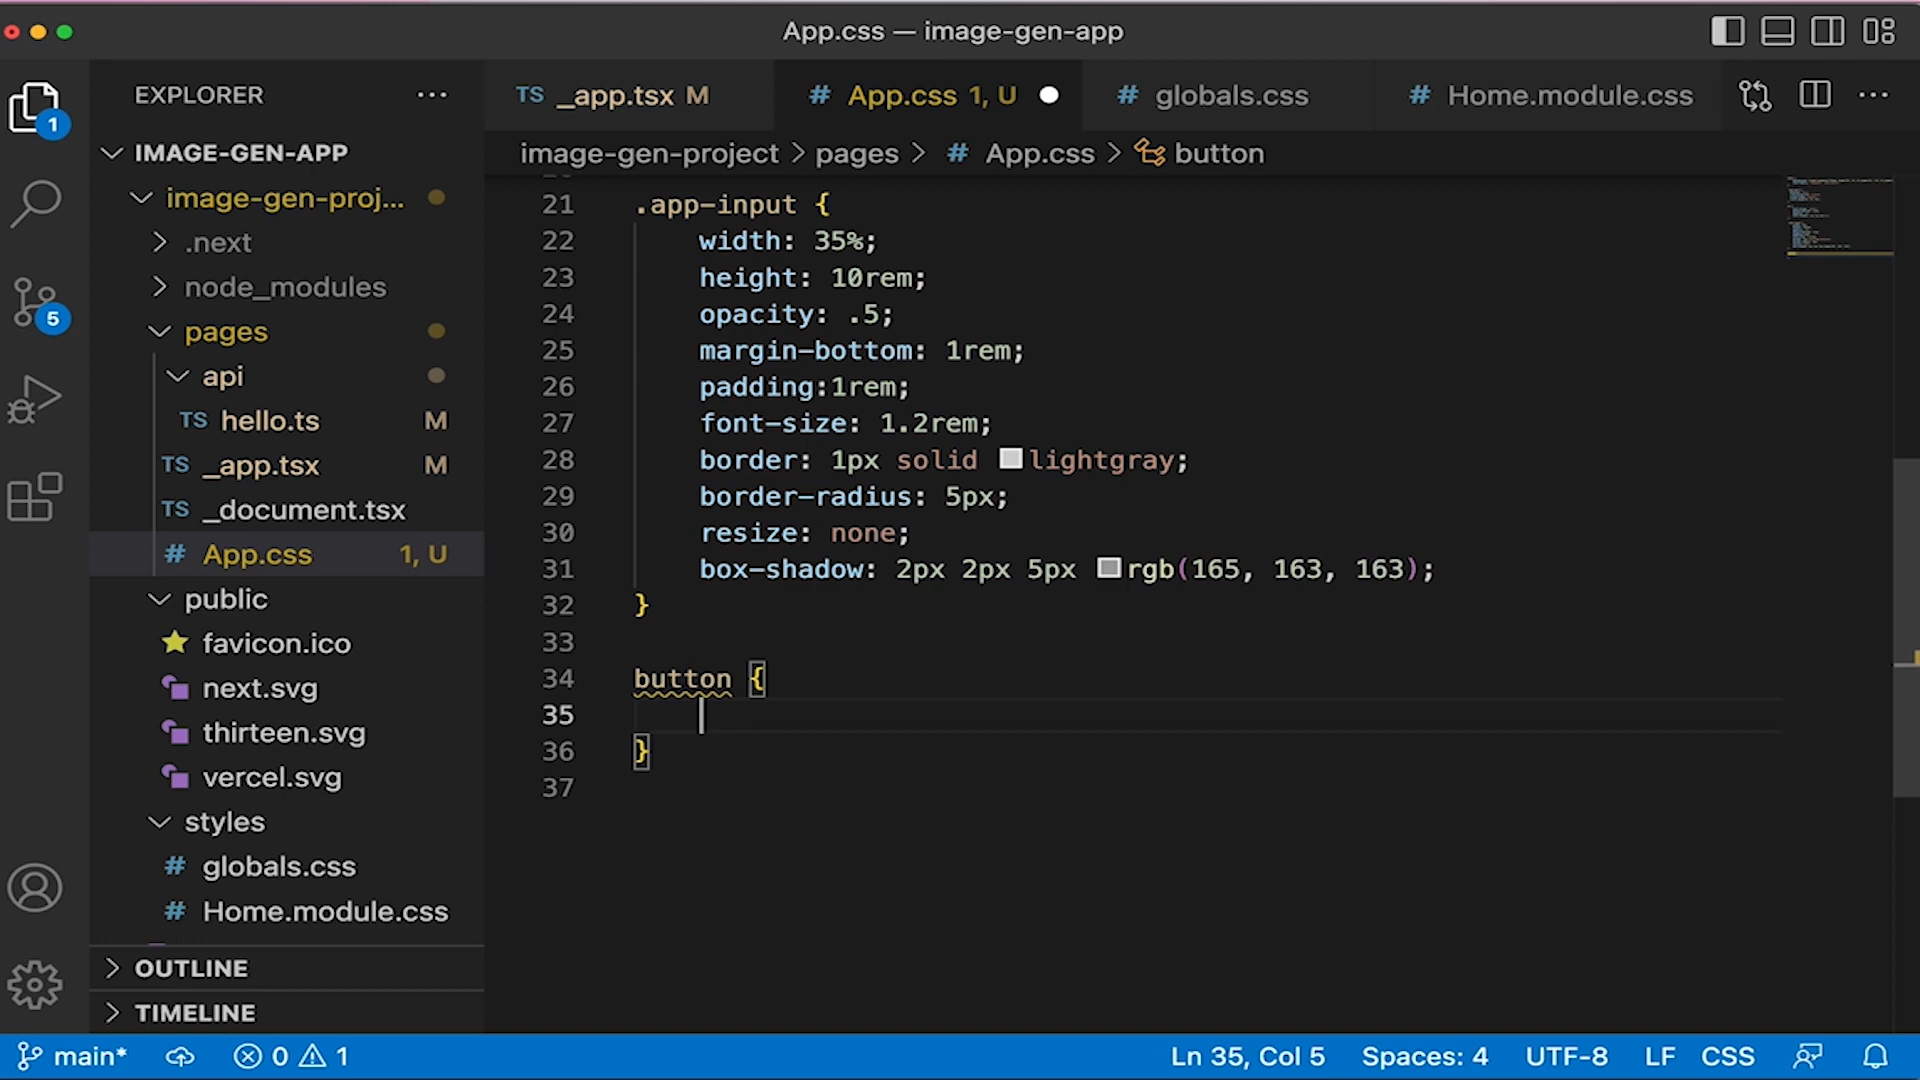 App.css — image-gen-app
EXPLORER ...
1
IMAGE-GEN-APP
image-gen-proj...
.next
node_modules
5
pages
api
TS hello.ts M
TS _app.tsx M
TS _document.tsx
# App.css 1, U
public
favicon.ico
next.svg
thirteen.svg
vercel.svg
styles
# globals.css
# Home.module.css
OUTLINE
TIMELINE
TS _app.tsx M # App.css 1, U # globals.css # Home.module.css ...
image-gen-project > pages > # App.css > button
21 .app-input {
22 width: 35%;
23 height: 10rem;
24 opacity: .5;
25 margin-bottom: 1rem;
26 padding:1rem;
27 font-size: 1.2rem;
28 border: 1px solid lightgray;
29 border-radius: 5px;
30 resize: none;
31 box-shadow: 2px 2px 5px rgb(165, 163, 163);
32 }
33
34 button {
35
36 }
37
main* 0 1 Ln 35, Col 5 Spaces: 4 UTF-8 LF CSS